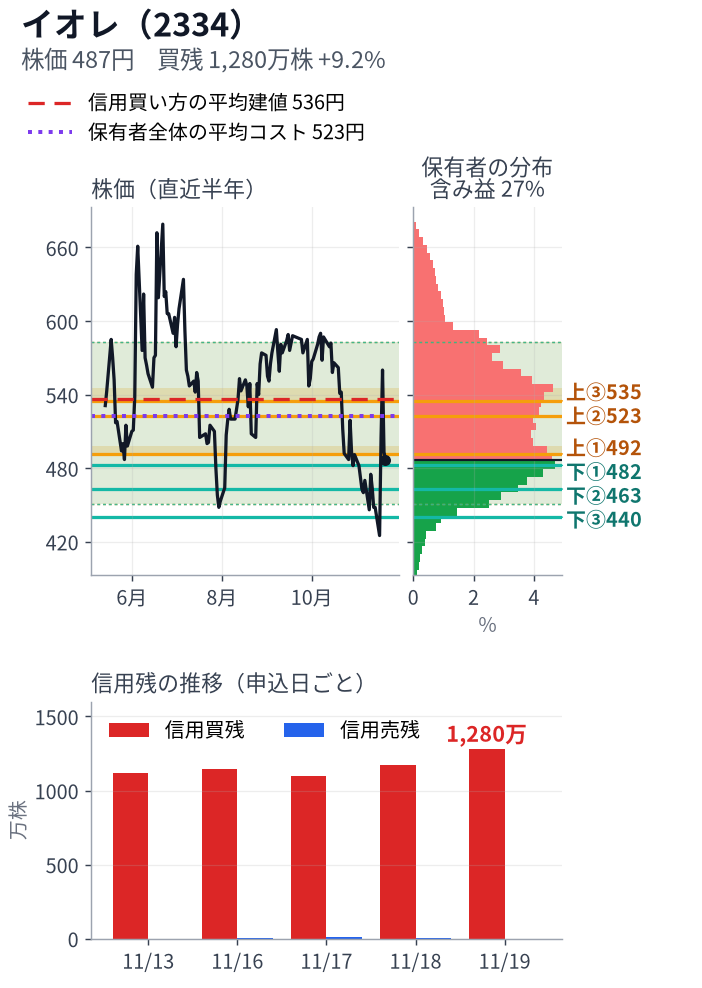 イオレ（2334）
株価 487円　買残 1,280万株 +9.2%
信用買い方の平均建値 536円
保有者全体の平均コスト 523円
株価（直近半年）
保有者の分布
含み益 27%
660
600
540
480
420
上③535
上②523
上①492
下①482
下②463
下③440
6月
8月
10月
0
2
4
%
信用残の推移（申込日ごと）
信用買残
信用売残
1,280万
1500
1000
500
0
万株
11/13
11/16
11/17
11/18
11/19